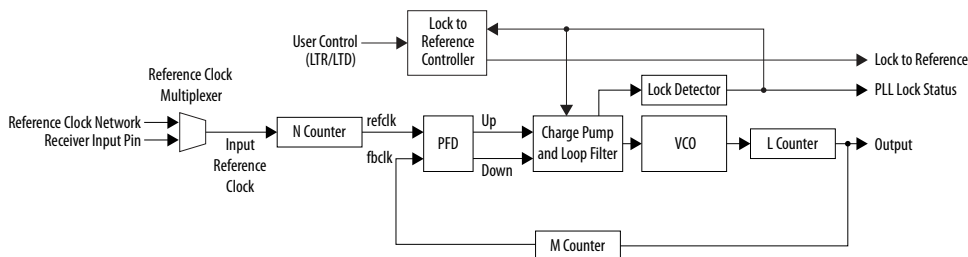 User Control
(LTR/LTD)
Lock to
Reference
Controller
Lock to Reference
PLL Lock Status
Lock Detector
Reference Clock
Multiplexer
Reference Clock Network
Receiver Input Pin
Input
Reference
Clock
N Counter
refclk
fbclk
PFD
Up
Down
Charge Pump
and Loop Filter
VCO
L Counter
Output
M Counter